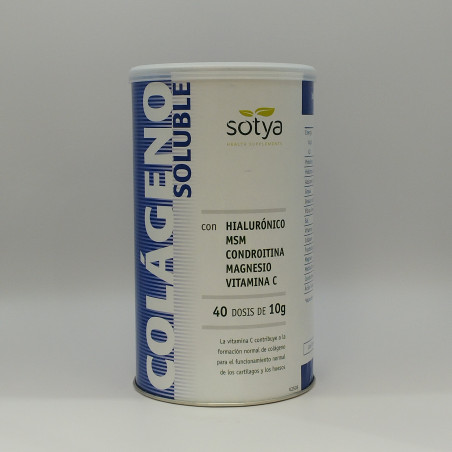 COLÁGENO
SOLUBLE
sotya
con HIALURÓNICO
MSM
CONDROITINA
MAGNESIO
VITAMINA C
40 DOSIS DE 10g
La vitamina C contribuye a la
formación normal de colágeno
para el funcionamiento normal
de los cartílagos y los huesos